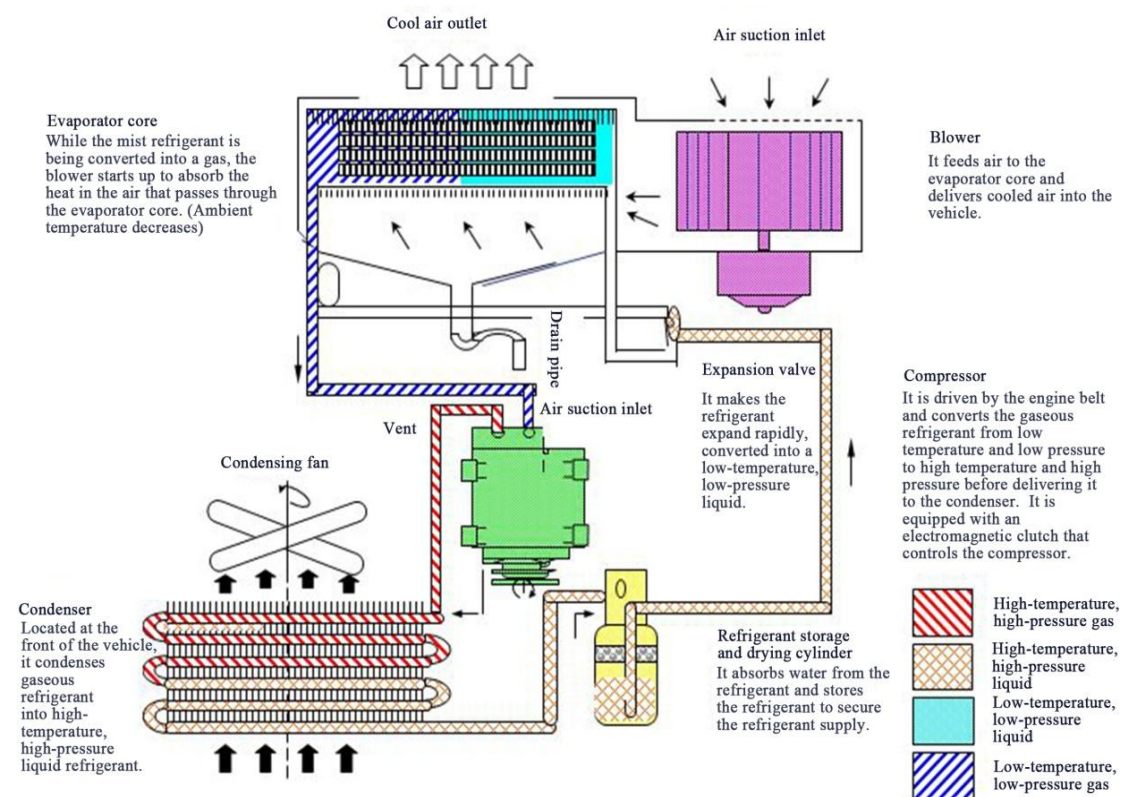 Cool air outlet
Air suction inlet
Evaporator core
While the mist refrigerant is
being converted into a gas, the
blower starts up to absorb the
heat in the air that passes through
the evaporator core. (Ambient
temperature decreases)
Blower
It feeds air to the
evaporator core and
delivers cooled air into the
vehicle.
Drain pipe
Expansion valve
It makes the
refrigerant
expand rapidly,
converted into a
low-temperature,
low-pressure
liquid.
Compressor
It is driven by the engine belt
and converts the gaseous
refrigerant from low
temperature and low pressure
to high temperature and high
pressure before delivering it
to the condenser. It is
equipped with an
electromagnetic clutch that
controls the compressor.
Air suction inlet
Vent
Condensing fan
Condenser
Located at the
front of the vehicle,
it condenses
gaseous
refrigerant
into high-
temperature,
high-pressure
liquid refrigerant.
Refrigerant storage
and drying cylinder
It absorbs water from the
refrigerant and stores
the refrigerant to secure
the refrigerant supply.
High-temperature,
high-pressure gas
High-temperature,
high-pressure
liquid
Low-temperature,
low-pressure
liquid
Low-temperature,
low-pressure gas